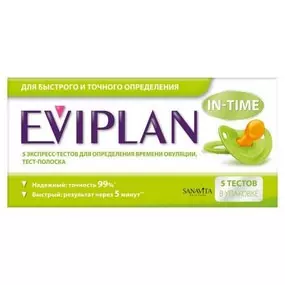 ДЛЯ БЫСТРОГО И ТОЧНОГО ОПРЕДЕЛЕНИЯ
IN-TIME
EVIPLAN
5 ЭКСПРЕСС-ТЕСТОВ ДЛЯ ОПРЕДЕЛЕНИЯ ВРЕМЕНИ ОВУЛЯЦИИ,
ТЕСТ-ПОЛОСКА
Надежный: точность 99%
Быстрый: результат через 5 минут
SANAVITA
5 ТЕСТОВ
В УПАКОВКЕ